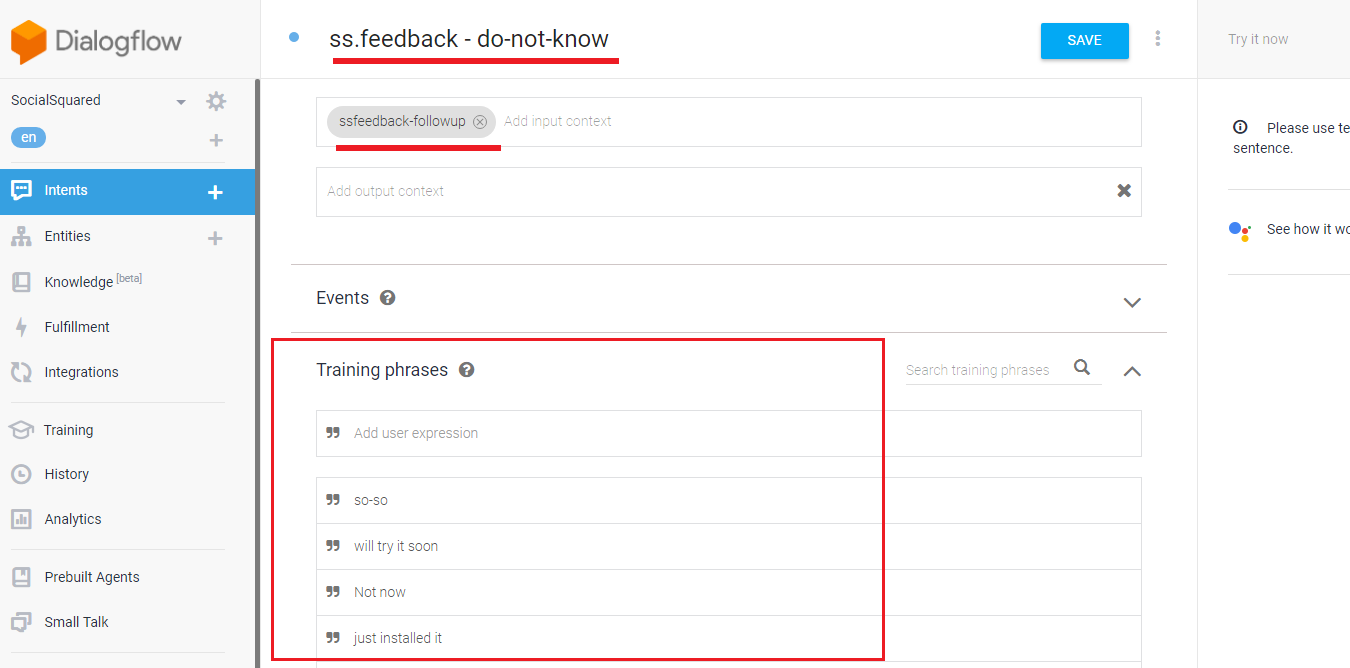 Dialogflow
SocialSquared
en
Intents
Entities
Knowledge [beta]
Fulfillment
Integrations
Training
History
Analytics
Prebuilt Agents
Small Talk
ss.feedback - do-not-know
SAVE
ssfeedback-followup Add input context
Add output context
Events
Training phrases
Search training phrases
Add user expression
so-so
will try it soon
Not now
just installed it
Try it now
Please use te
sentence.
See how it wo